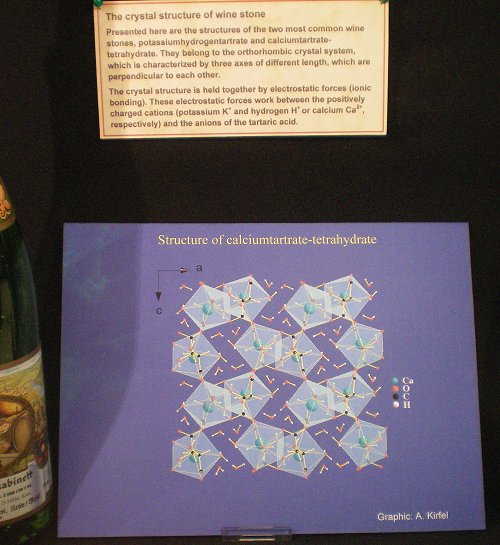 The crystal structure of wine stone
Presented here are the structures of the two most common wine
stones, potassiumhydrogentartrate and calciumtartrate-
tetrahydrate. They belong to the orthorhombic crystal system,
which is characterized by three axes of different length, which are
perpendicular to each other.
The crystal structure is held together by electrostatic forces (ionic
bonding). These electrostatic forces work between the positively
charged cations (potassium K⁺ and hydrogen H⁺ or calcium Ca²⁺,
respectively) and the anions of the tartaric acid.
Structure of calciumtartrate-tetrahydrate
a
c
Ca
O
C
H
Graphic: A. Kirfel
abinett